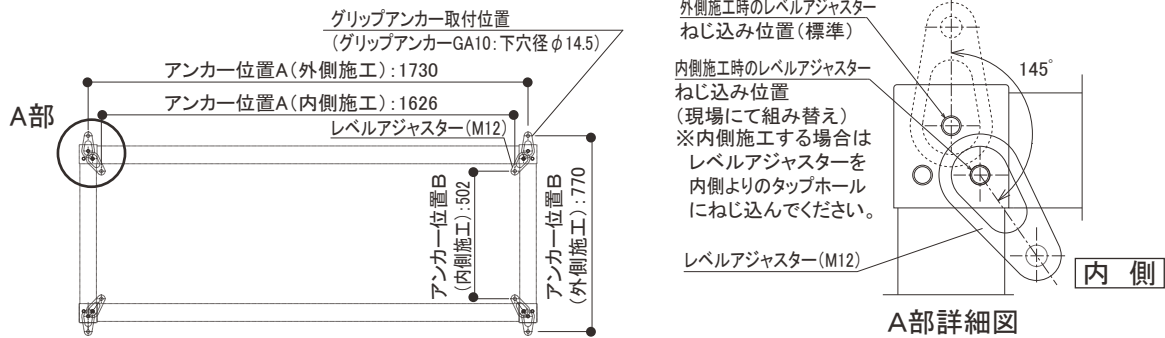 グリップアンカー取付位置
(グリップアンカーGA10:下穴径φ14.5)
アンカー位置A(外側施工):1730
アンカー位置A(内側施工):1626
レベルアジャスター(M12)
A部
アンカー位置B
(内側施工):502
アンカー位置B
(外側施工):770
外側施工時のレベルアジャスター
ねじ込み位置(標準)
内側施工時のレベルアジャスター
ねじ込み位置
(現場にて組み替え)
※内側施工する場合は
レベルアジャスターを
内側よりのタップホール
にねじ込んでください。
レベルアジャスター(M12)
145°
内側
A部詳細図